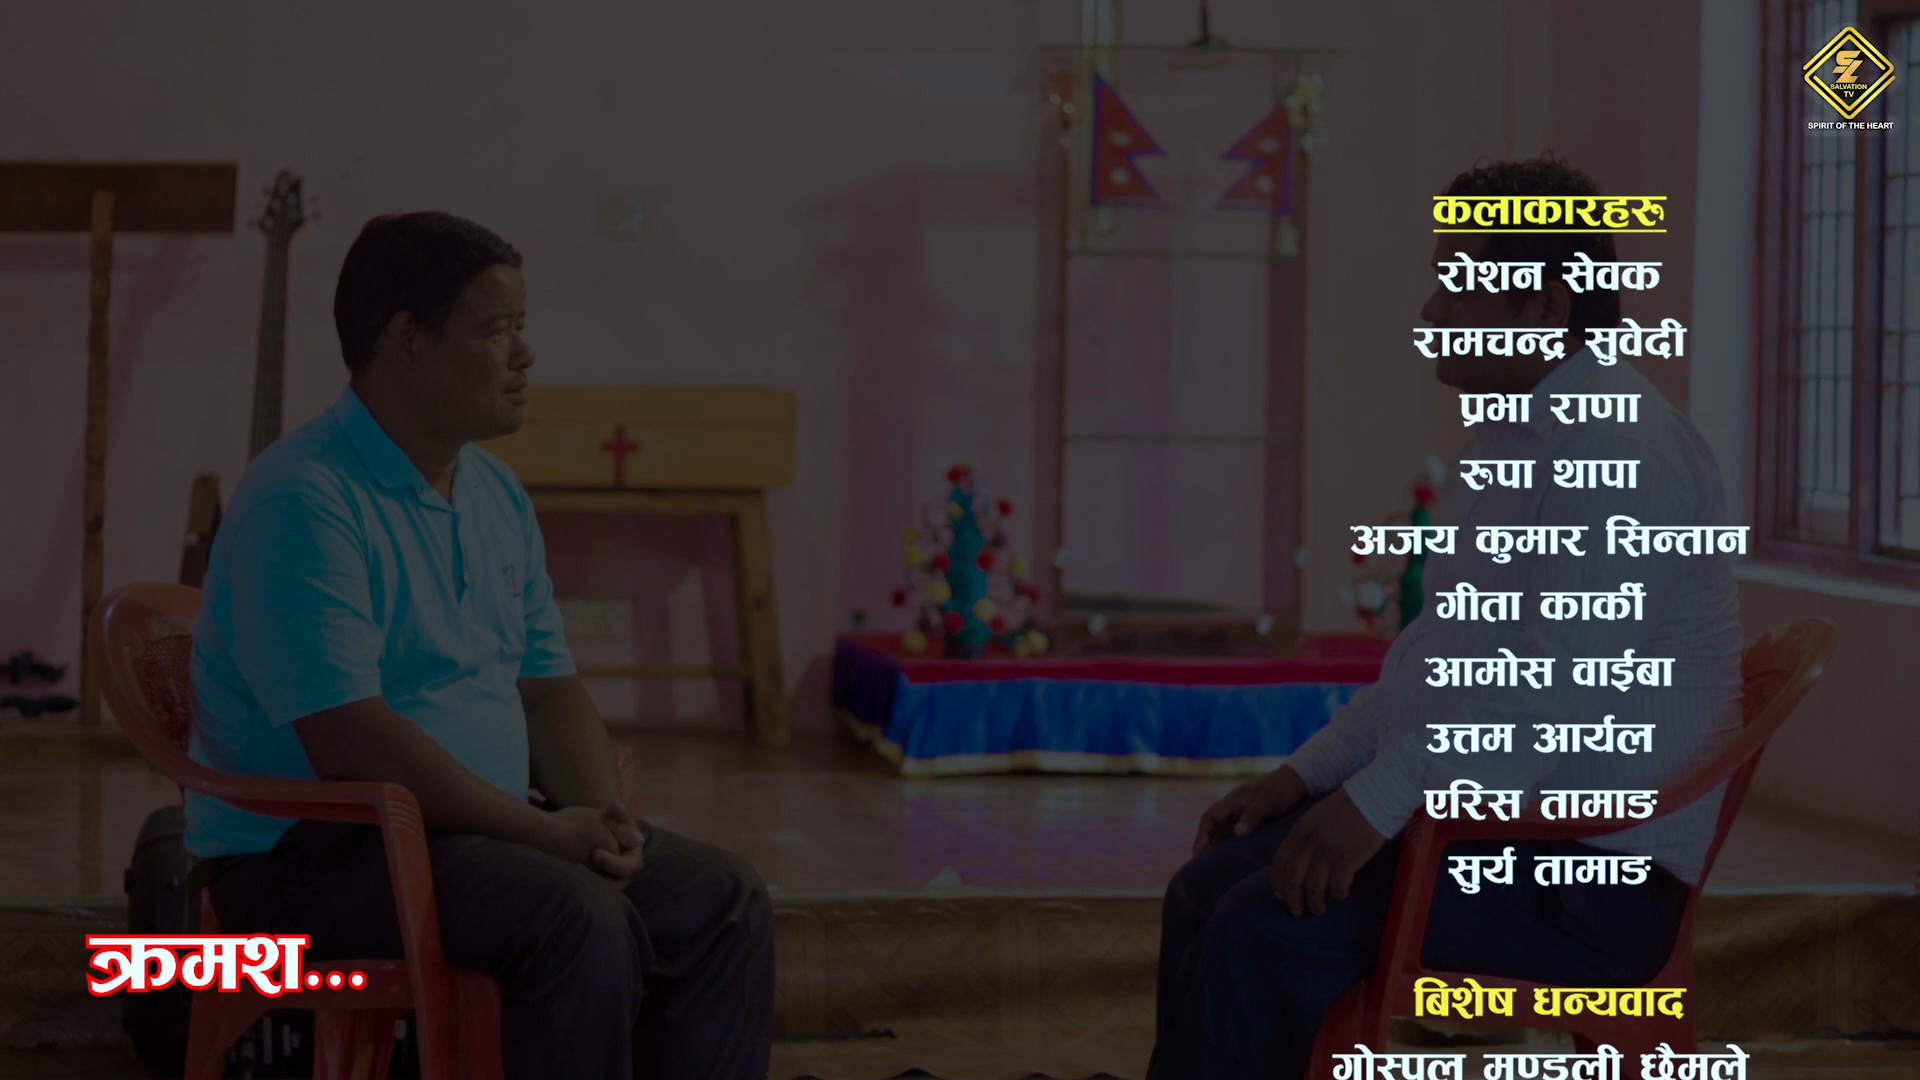 SALVATION
TV
SPIRIT OF THE HEART
कलाकारहरू
रोशन सेवक
रामचन्द्र सुवेदी
प्रभा राणा
रुपा थापा
अजय कुमार सिन्तान
गीता कार्की
आमोस वाईबा
उत्तम आर्यल
एरिस तामाङ
सुर्य तामाङ
क्रमश...
बिशेष धन्यवाद
गोस्पल मण्डली छैमले